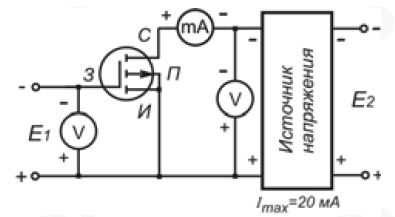 С + mA - - -
З П
И
- - V + E1
- V +
Источник напряжения
E2
+ + + +
Imax=20 мА